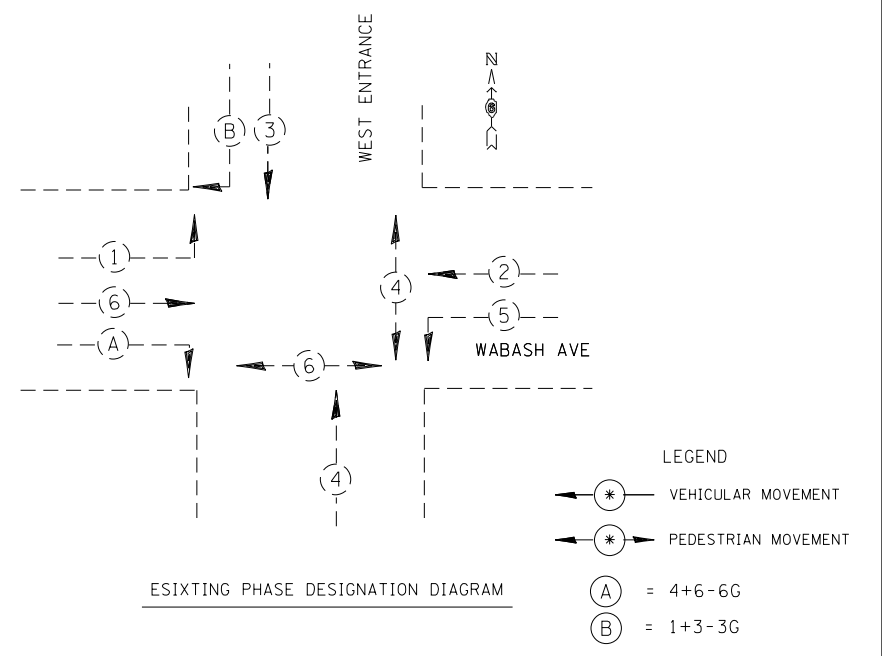 WEST ENTRANCE
N
G
B 3
1
2
6
4
5
A
WABASH AVE
6
4
LEGEND
* VEHICULAR MOVEMENT
* PEDESTRIAN MOVEMENT
ESIXTING PHASE DESIGNATION DIAGRAM
A = 4+6-6G
B = 1+3-3G